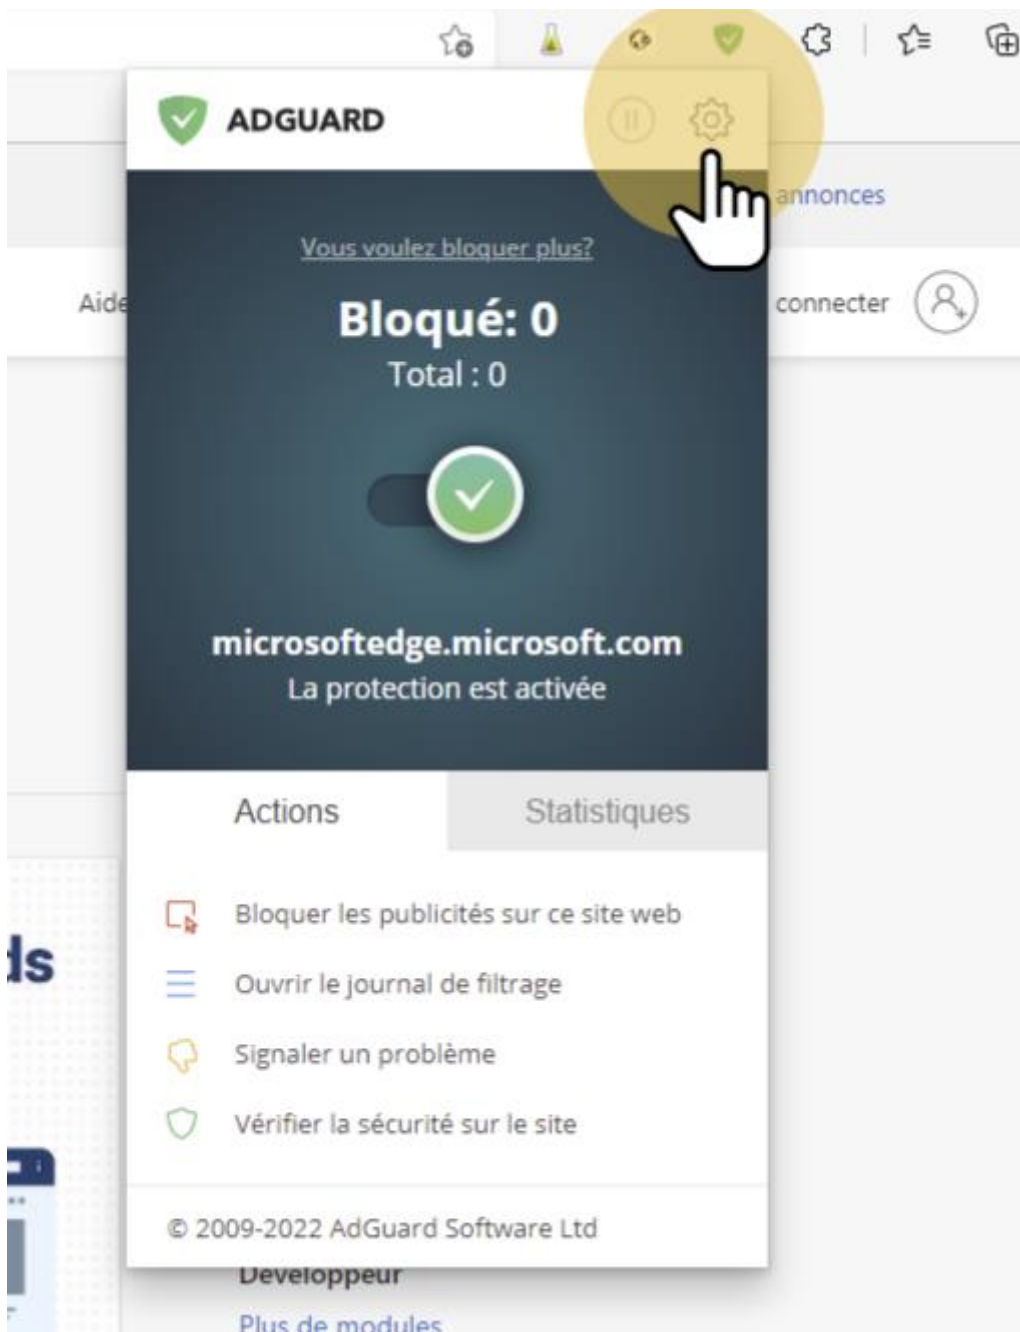 ADGUARD
annonces
Vous voulez bloquer plus?
Aide
connecter
Bloqué: 0
Total : 0
microsoftedge.microsoft.com
La protection est activée
Actions
Statistiques
Bloquer les publicités sur ce site web
ds
Ouvrir le journal de filtrage
Signaler un problème
Vérifier la sécurité sur le site
© 2009-2022 AdGuard Software Ltd
Développeur
Plus de modules